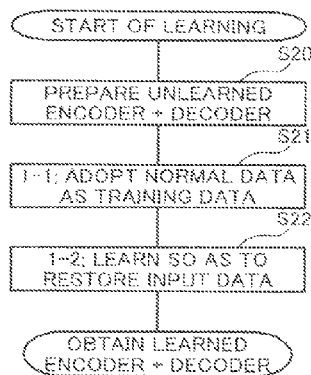 START OF LEARNING
S20
PREPARE UNLEARNED
ENCODER + DECODER
S21
1-1; ADOPT NORMAL DATA
AS TRAINING DATA
S22
1-2; LEARN SO AS TO
RESTORE INPUT DATA
OBTAIN LEARNED
ENCODER + DECODER